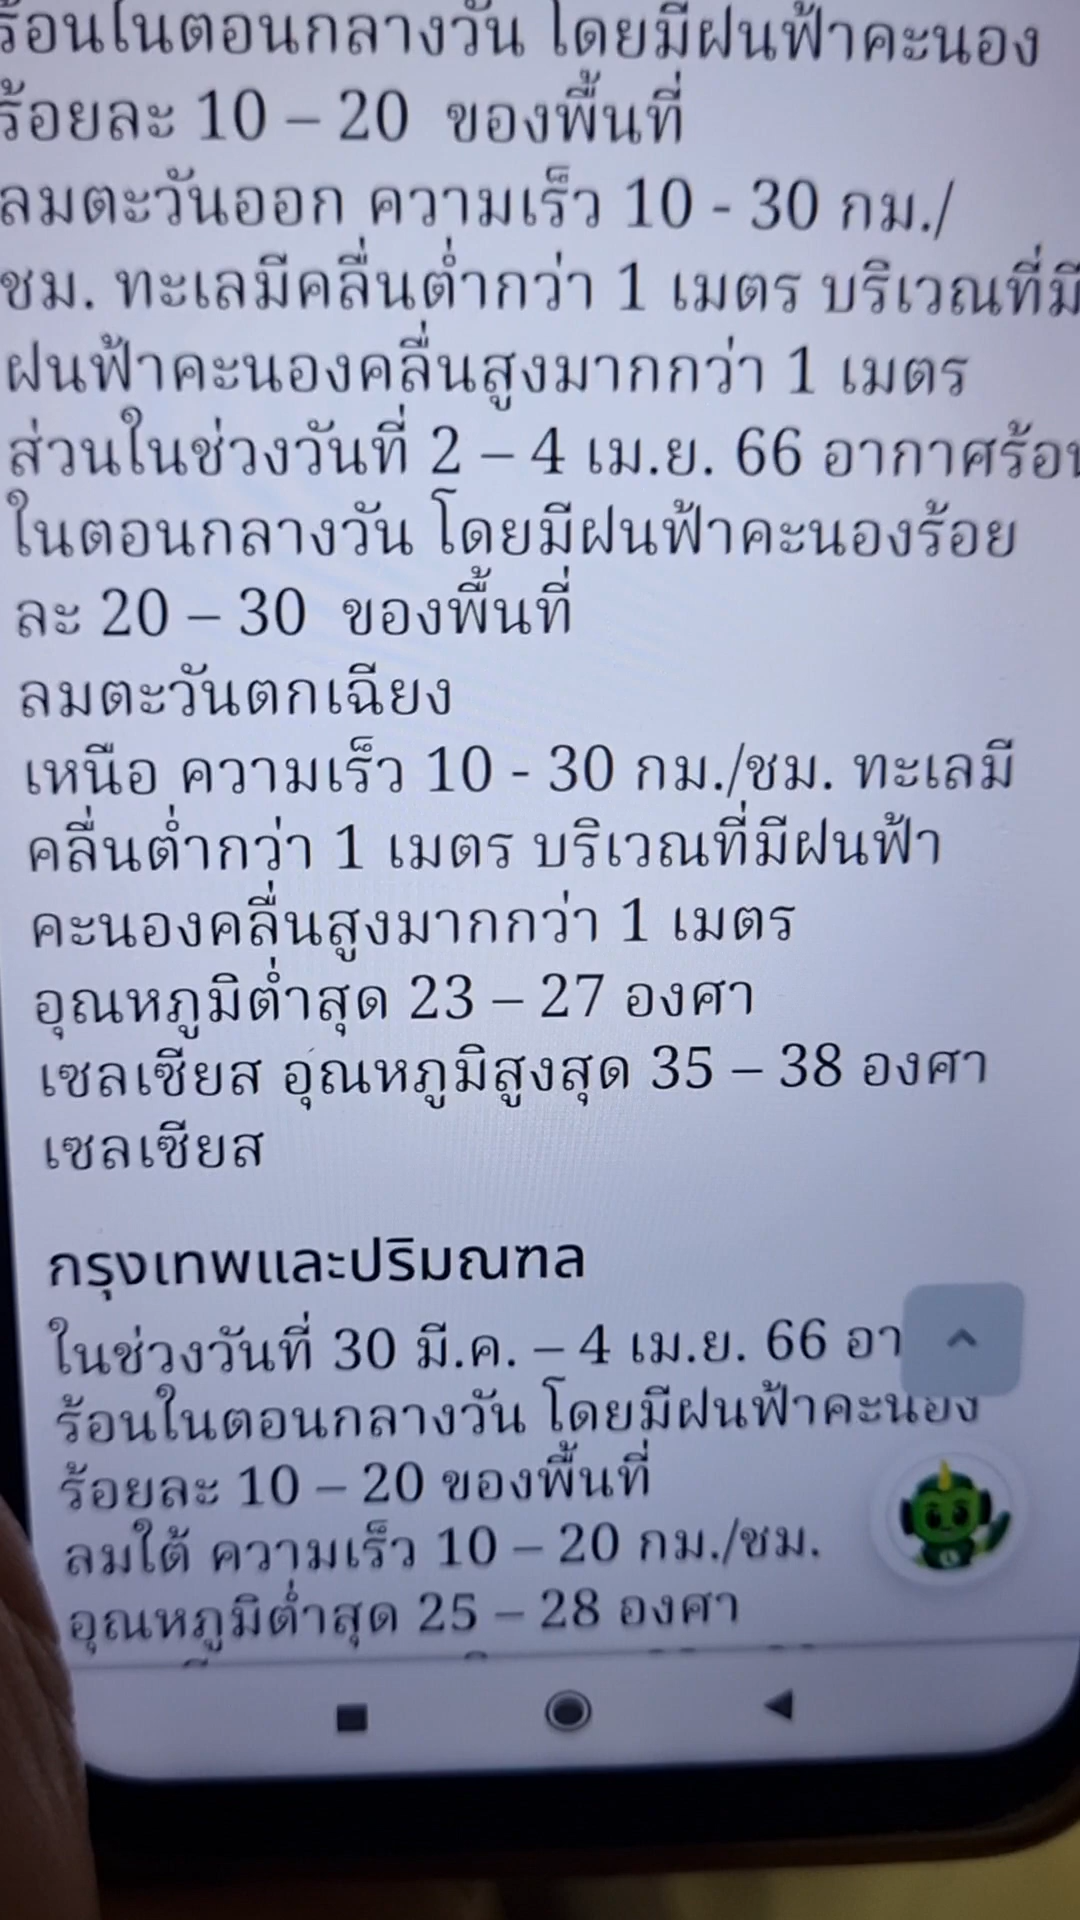 ร้อนในตอนกลางวัน โดยมีฝนฟ้าคะนอง
ร้อยละ 10 – 20 ของพื้นที่
ลมตะวันออก ความเร็ว 10 - 30 กม./
ชม. ทะเลมีคลื่นต่ำกว่า 1 เมตร บริเวณที่มี
ฝนฟ้าคะนองคลื่นสูงมากกว่า 1 เมตร
ส่วนในช่วงวันที่ 2 – 4 เม.ย. 66 อากาศร้อน
ในตอนกลางวัน โดยมีฝนฟ้าคะนองร้อย
ละ 20 – 30 ของพื้นที่
ลมตะวันตกเฉียง
เหนือ ความเร็ว 10 - 30 กม./ชม. ทะเลมี
คลื่นต่ำกว่า 1 เมตร บริเวณที่มีฝนฟ้า
คะนองคลื่นสูงมากกว่า 1 เมตร
อุณหภูมิต่ำสุด 23 – 27 องศา
เซลเซียส อุณหภูมิสูงสุด 35 – 38 องศา
เซลเซียส
กรุงเทพและปริมณฑล
ในช่วงวันที่ 30 มี.ค. – 4 เม.ย. 66 อา
ร้อนในตอนกลางวัน โดยมีฝนฟ้าคะนอง
ร้อยละ 10 – 20 ของพื้นที่
ลมใต้ ความเร็ว 10 – 20 กม./ชม.
อุณหภูมิต่ำสุด 25 – 28 องศา